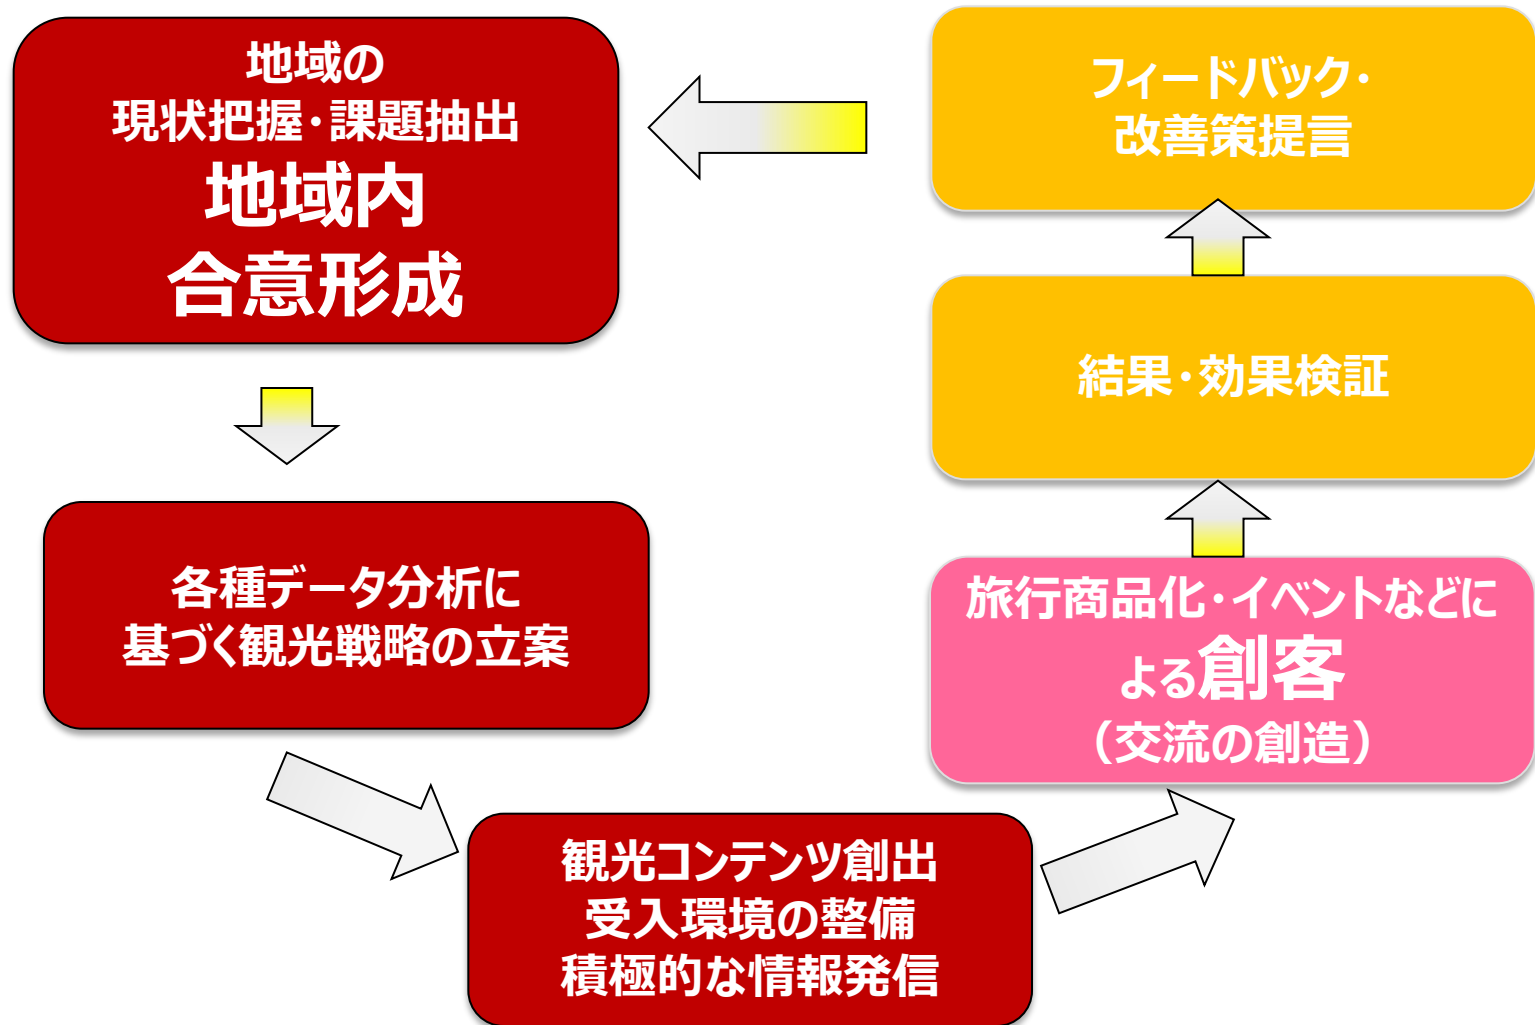 地域の
現状把握・課題抽出
地域内
合意形成
各種データ分析に
基づく観光戦略の立案
観光コンテンツ創出
受入環境の整備
積極的な情報発信
旅行商品化・イベントなどに
よる創客
（交流の創造）
結果・効果検証
フィードバック・
改善策提言